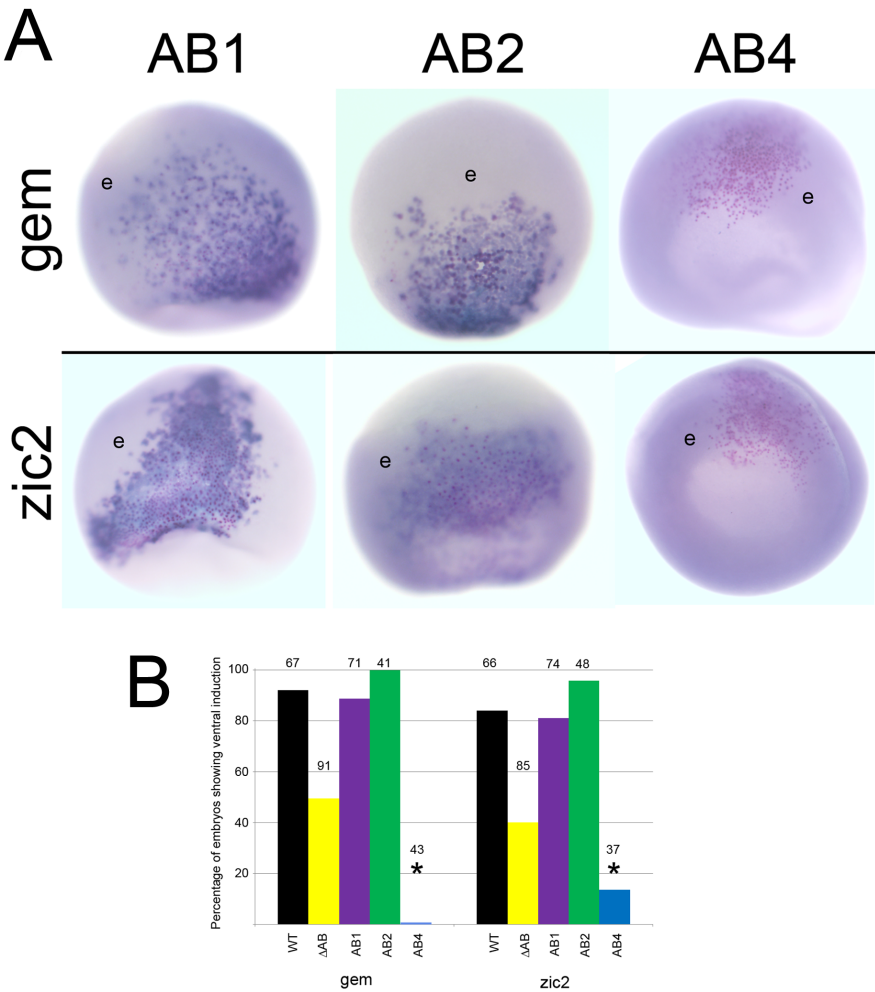 A
AB1 AB2 AB4
gem
e
e
e
zic2
e
e
e
B
Percentage of embryos showing ventral induction
100
80
60
40
20
67
91
71
41
43
*
66
85
74
48
37
*
WT
ΔAB
AB1
AB2
AB4
WT
ΔAB
AB1
AB2
AB4
gem zic2